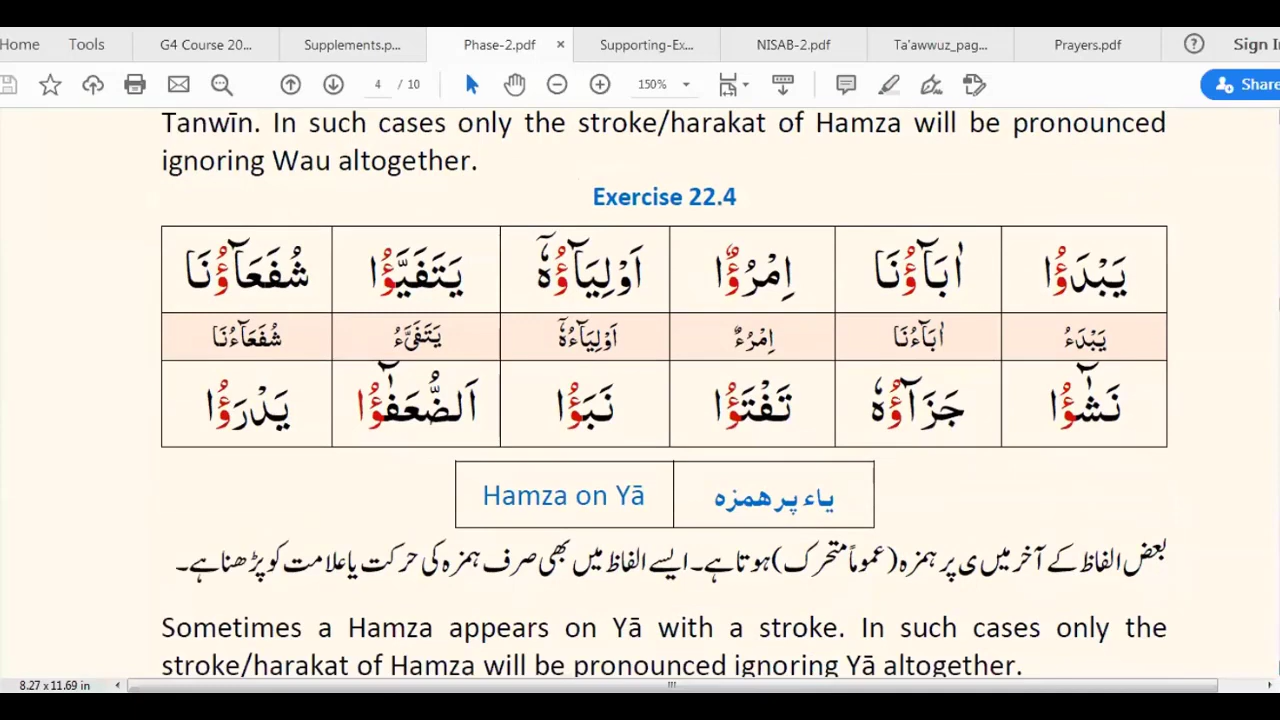 Home Tools G4 Course 20... Supplements.p... Phase-2.pdf × Supporting-Ex... NISAB-2.pdf Ta'awwuz_pag... Prayers.pdf ? Sign In
4 / 10 150% Share
Tanwīn. In such cases only the stroke/harakat of Hamza will be pronounced
ignoring Wau altogether.
Exercise 22.4
يَبْدَؤُا اٰبَآؤُنَا اِمْرُؤٌا اَوْلِيَآؤُهٗٓ يَتَفَيَّؤُا شُفَعَآؤُنَا
يَبْدَءُ اٰبَآءُنَا اِمْرُءٌ اَوْلِيَآءُهٗٓ يَتَفَيَّءُ شُفَعَآءُنَا
نَشٰٓؤُا جَزَآؤُهٗ تَفْتَؤُا نَبَؤُا اَلضُّعَفٰٓؤُا يَدْرَؤُا
Hamza on Yā یاء پر همزہ
بعض الفاظ کے آخر میں ی پر ہمزہ (عموماً متحرک) ہوتا ہے۔ ایسے الفاظ میں بھی صرف ہمزہ کی حرکت یا علامت کو پڑھنا ہے۔
Sometimes a Hamza appears on Yā with a stroke. In such cases only the
stroke/harakat of Hamza will be pronounced ignoring Yā altogether.
8.27 x 11.69 in